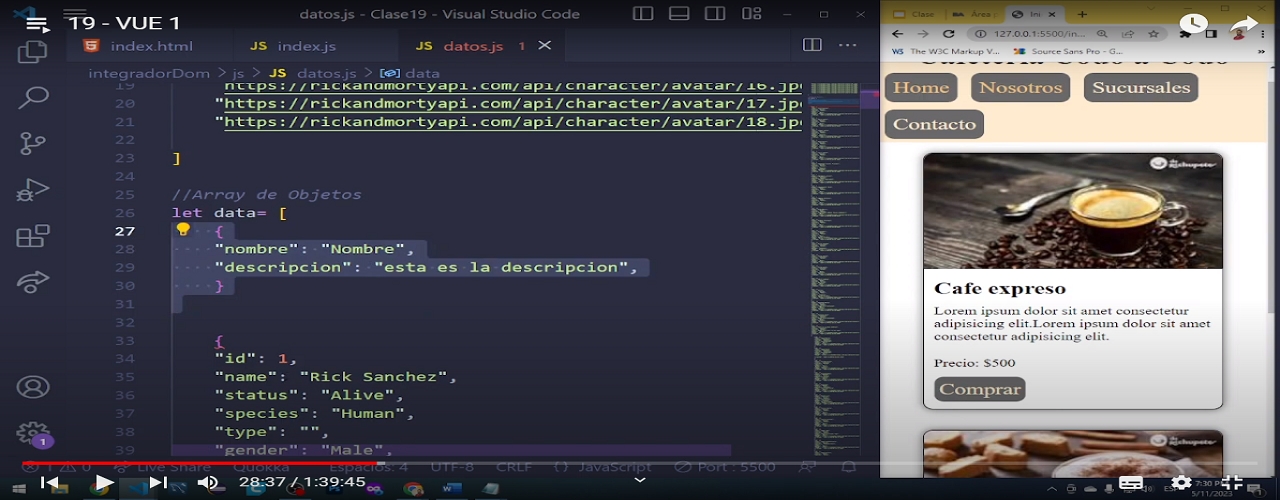 19 - VUE 1
datos.js - Clase19 - Visual Studio Code
index.html
JS index.js
JS datos.js 1
integradorDom > js > JS datos.js > data
19 https://rickandmortyapi.com/api/character/avatar/16.jpe
20 "https://rickandmortyapi.com/api/character/avatar/17.jp
21 "https://rickandmortyapi.com/api/character/avatar/18.jp
22
23 ]
24
25 //Array de Objetos
26 let data= [
27 {
28 "nombre": "Nombre",
29 "descripcion": "esta es la descripcion",
30 }
31
32
33 {
34 "id": 1,
35 "name": "Rick Sanchez",
36 "status": "Alive",
37 "species": "Human",
38 "type": "",
39 "gender": "Male",
1
1 0 Live Share Quokka Espacios: 4 UTF-8 CRLF {} JavaScript Port : 5500
28:37 / 1:39:45
Clase
Área
Ini
127.0.0.1:5500/in...
The W3C Markup V...
Source Sans Pro - G...
Cafetería Codo a Codo
Home
Nosotros
Sucursales
Contacto
Cafe expreso
Lorem ipsum dolor sit amet consectetur
adipisicing elit.Lorem ipsum dolor sit amet
consectetur adipisicing elit.
Precio: $500
Comprar
7:30 P
5/11/2023